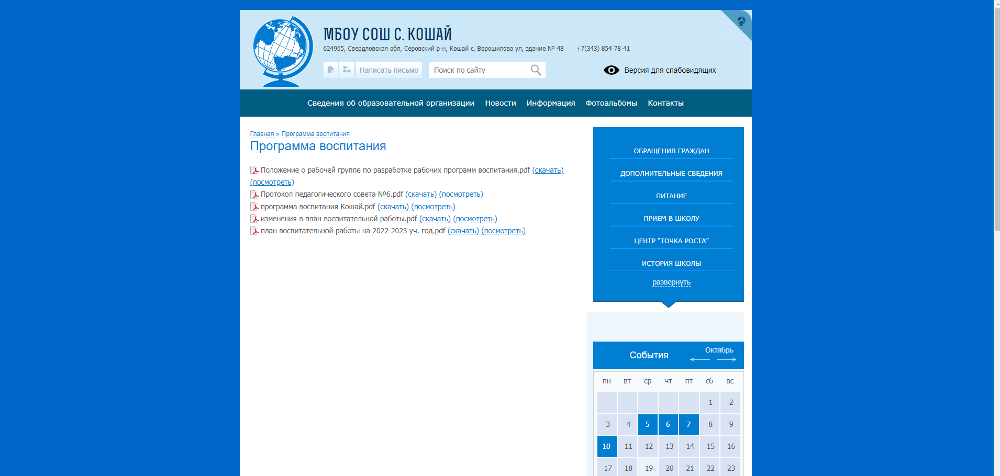 МБОУ СОШ С. КОШАЙ
624965, Свердловская обл, Серовский р-н, Кошай с, Ворошилова ул, здание № 48 +7(343) 854-78-41
Написать письмо
Поиск по сайту
Версия для слабовидящих
Сведения об образовательной организации Новости Информация Фотоальбомы Контакты
Главная » Программа воспитания
Программа воспитания
Положение о рабочей группе по разработке рабочих программ воспитания.pdf (скачать)
(посмотреть)
Протокол педагогического совета №6.pdf (скачать) (посмотреть)
программа воспитания Кошай.pdf (скачать) (посмотреть)
изменения в план воспитательной работы.pdf (скачать) (посмотреть)
план воспитательной работы на 2022-2023 уч. год.pdf (скачать) (посмотреть)
ОБРАЩЕНИЯ ГРАЖДАН
ДОПОЛНИТЕЛЬНЫЕ СВЕДЕНИЯ
ПИТАНИЕ
ПРИЕМ В ШКОЛУ
ЦЕНТР "ТОЧКА РОСТА"
ИСТОРИЯ ШКОЛЫ
развернуть
События
Октябрь
пн вт ср чт пт сб вс
1 2
3 4 5 6 7 8 9
10 11 12 13 14 15 16
17 18 19 20 21 22 23